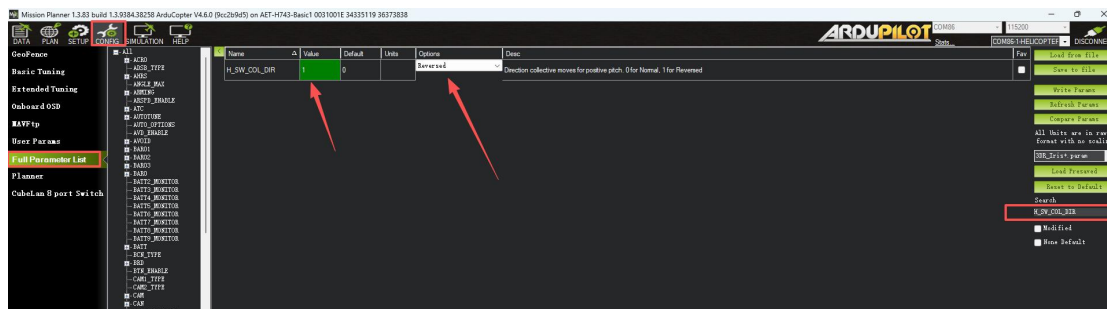 Mission Planner 1.3.83 build 1.3.9384.38258 ArduCopter V4.6.0 (9cc2b9d5) on AET-H743-Basic1 0031001E 34335119 36373838
DATA PLAN SETUP CONFIG SIMULATION HELP
ARDUPILOT
COM86 115200
Stats...
COM86-1-HELICOPTER DISCONNE
GeoFence
Basic Tuning
Extended Tuning
Onboard OSD
MAVFtp
User Params
Full Parameter List
Planner
CubeLan 8 port Switch
All
ACRO
ADSB_TYPE
AHRS
ANGLE_MAX
ARMING
ARSPD_ENABLE
ATC
AUTOTUNE
AUTO_OPTIONS
AVD_ENABLE
AVOID
BARO1
BARO2
BARO3
BARO
BATT2_MONITOR
BATT3_MONITOR
BATT4_MONITOR
BATT5_MONITOR
BATT6_MONITOR
BATT7_MONITOR
BATT8_MONITOR
BATT9_MONITOR
BATT
BCN_TYPE
BRD
BTN_ENABLE
CAM1_TYPE
CAM2_TYPE
CAM
CAN
Name Value Default Units Options Desc Fav
H_SW_COL_DIR 1 0 Reversed Direction collective moves for positive pitch. 0 for Normal, 1 for Reversed
Load from file
Save to file
Write Params
Refresh Params
Compare Params
All Units are in raw
format with no scali
3DR_Iris+.param
Load Presaved
Reset to Default
Search
H_SW_COL_DIR
Modified
None Default